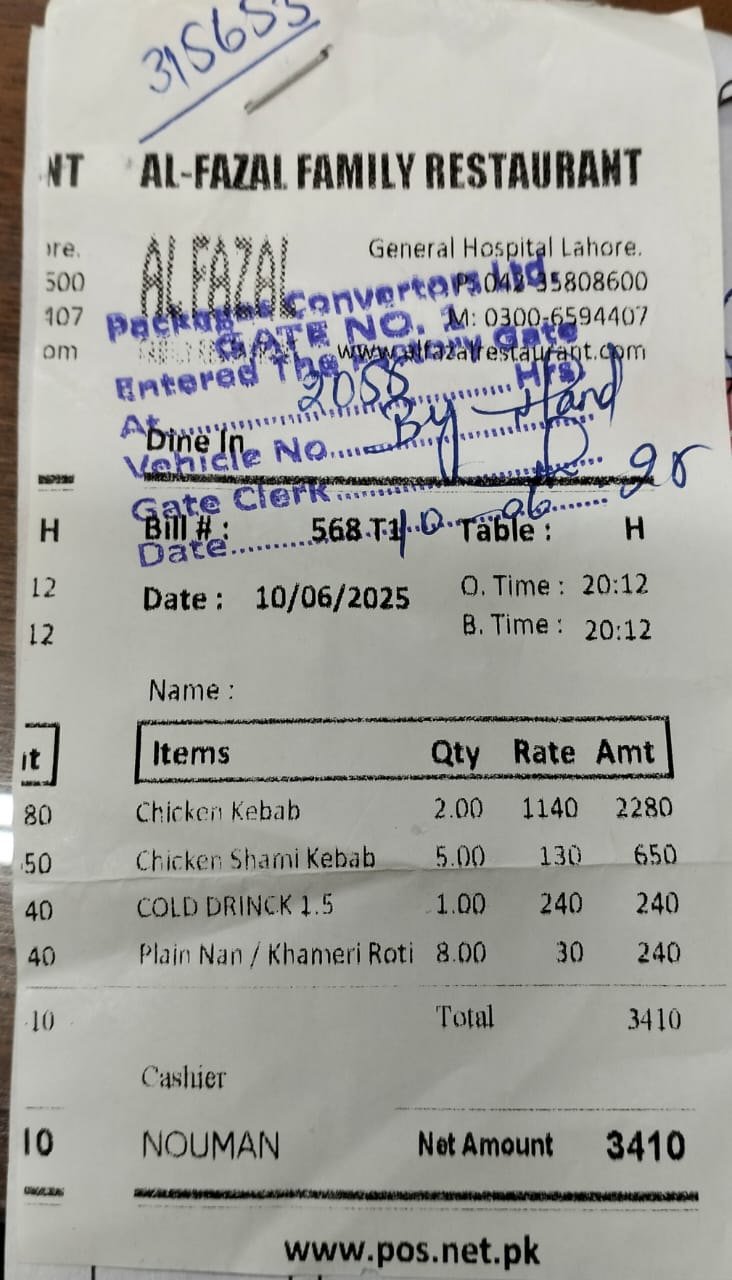 315653
NT AL-FAZAL FAMILY RESTAURANT
ore. ALFAZAL General Hospital Lahore.
500 P: 042-35808600
407 M: 0300-6594407
om www.alfazalrestaurant.com
Packages Convertors Ltd.
GATE NO. 1
Entered The Factory Gate
At 2055 Hrs
Dine In
Vehicle No. By Hand
Gate Clerk
H Bill # : 568 T1 Table : H
Date 10-06-25
12 Date : 10/06/2025 O. Time : 20:12
12 B. Time : 20:12
Name :
it Items Qty Rate Amt
80 Chicken Kebab 2.00 1140 2280
50 Chicken Shami Kebab 5.00 130 650
40 COLD DRINCK 1.5 1.00 240 240
40 Plain Nan / Khameri Roti 8.00 30 240
10 Total 3410
Cashier
10 NOUMAN Net Amount 3410
www.pos.net.pk